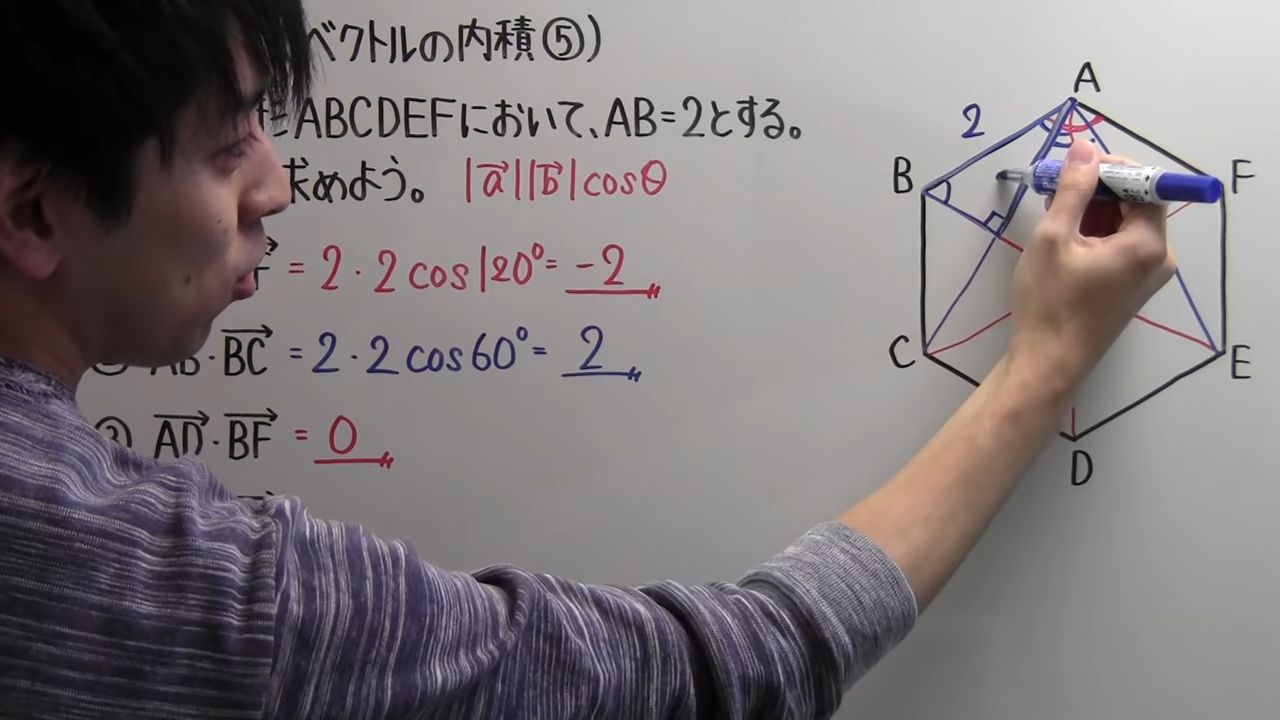 ベクトルの内積⑤)
ABCDEFにおいて、AB=2とする。
求めよう。 |a→||b→|cosθ
= 2・2cos120°= -2
AB・BC→ = 2・2cos60°= 2
③ AD→・BF→ = 0
A
2
B
F
C
E
D